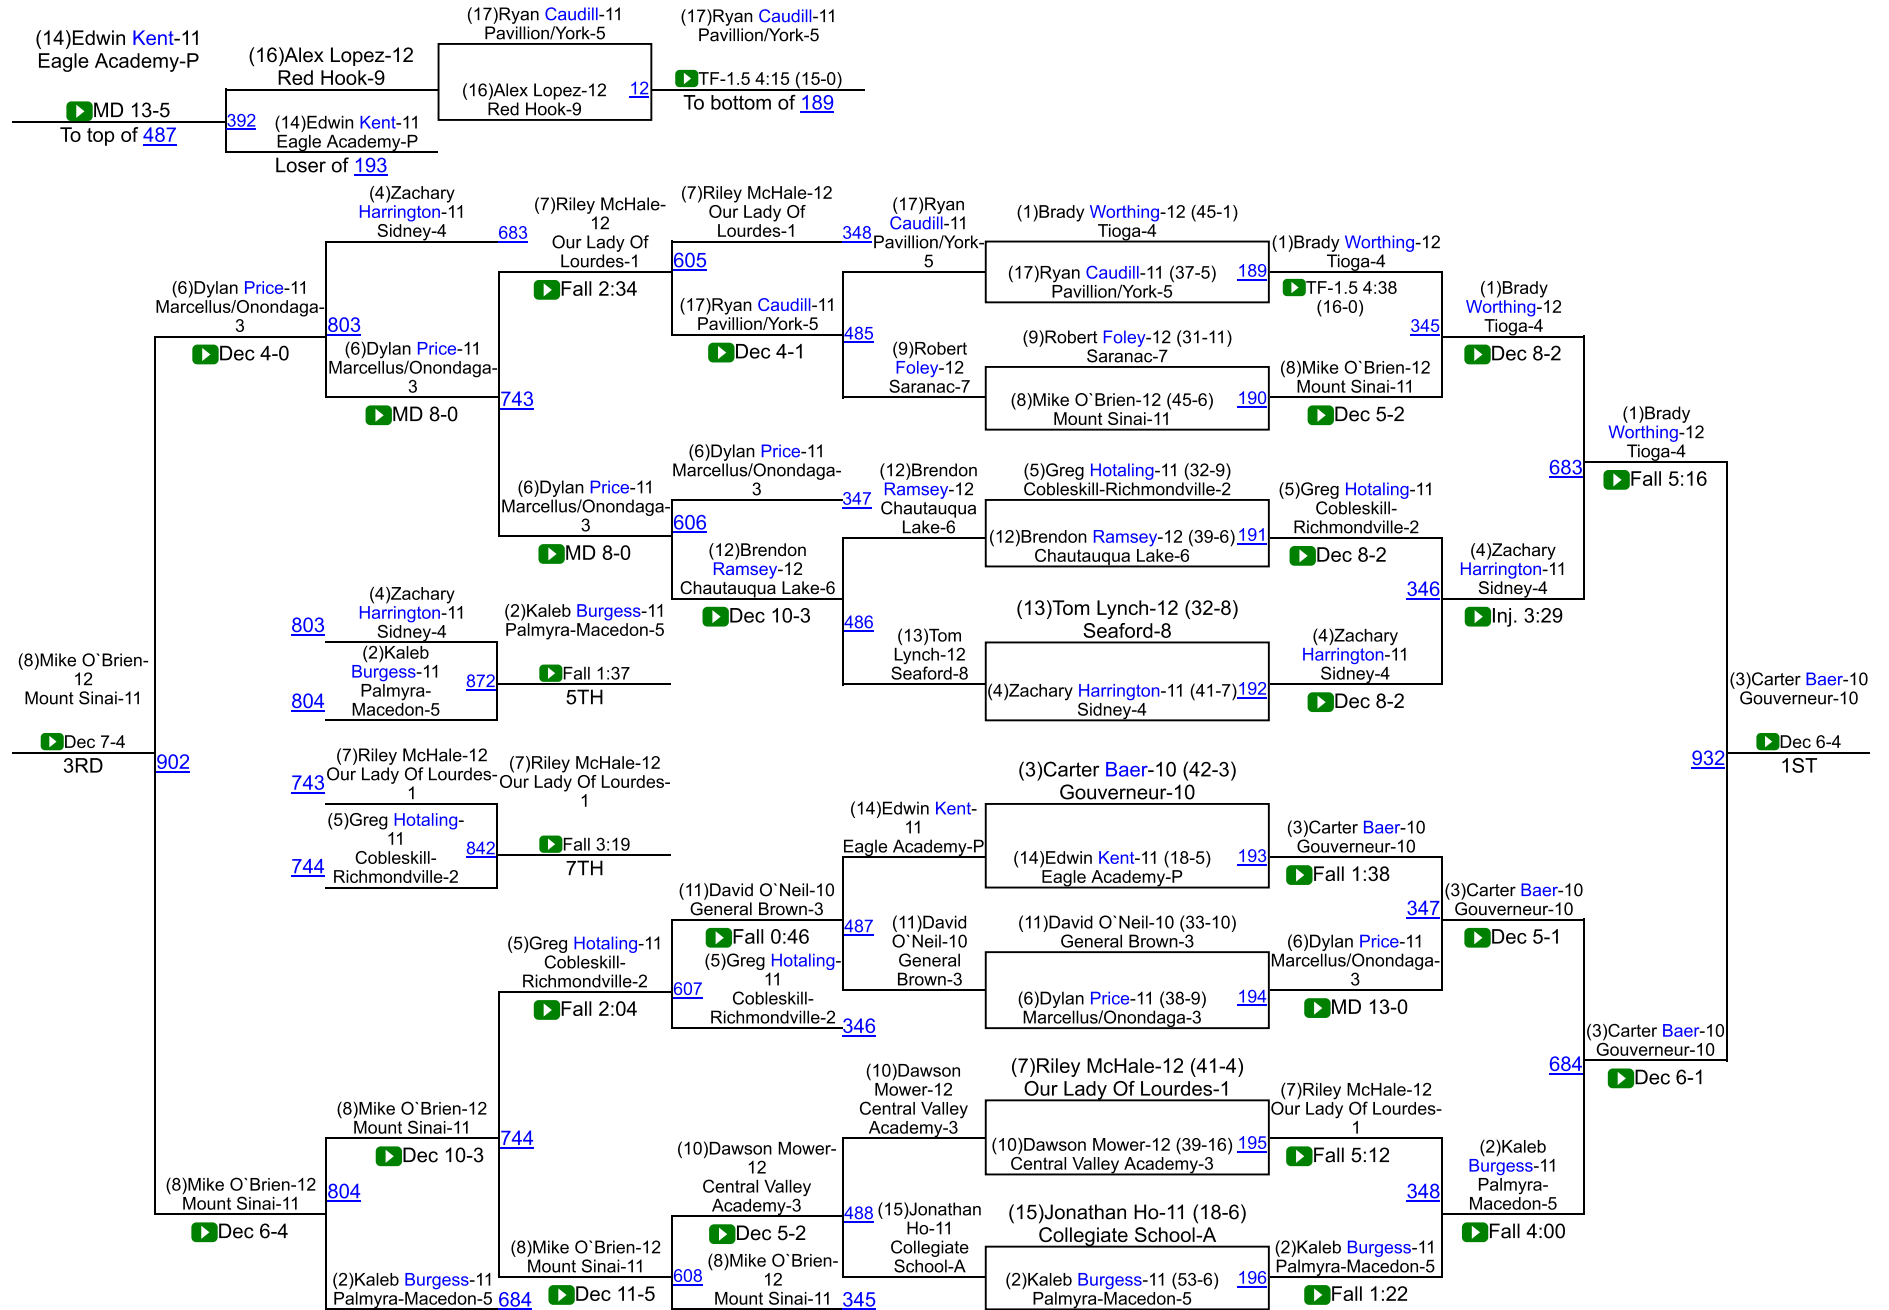 (14)Edwin Kent-11
Eagle Academy-P
MD 13-5
To top of 487
(16)Alex Lopez-12
Red Hook-9
392
(14)Edwin Kent-11
Eagle Academy-P
Loser of 193
(17)Ryan Caudill-11
Pavillion/York-5
(16)Alex Lopez-12
Red Hook-9
12
(17)Ryan Caudill-11
Pavillion/York-5
TF-1.5 4:15 (15-0)
To bottom of 189
(8)Mike O`Brien-
12
Mount Sinai-11
Dec 7-4
3RD
902
(6)Dylan Price-11
Marcellus/Onondaga-
3
Dec 4-0
(8)Mike O`Brien-12
Mount Sinai-11
Dec 6-4
(4)Zachary
Harrington-11
Sidney-4
683
803
(6)Dylan Price-11
Marcellus/Onondaga-
3
MD 8-0
743
803
(4)Zachary
Harrington-11
Sidney-4
804
(2)Kaleb
Burgess-11
Palmyra-
Macedon-5
872
(2)Kaleb Burgess-11
Palmyra-Macedon-5
Fall 1:37
5TH
743
(7)Riley McHale-12
Our Lady Of Lourdes-
1
744
(5)Greg Hotaling-
11
Cobleskill-
Richmondville-2
842
(7)Riley McHale-12
Our Lady Of Lourdes-
1
Fall 3:19
7TH
(8)Mike O`Brien-12
Mount Sinai-11
Dec 10-3
744
804
(2)Kaleb Burgess-11
Palmyra-Macedon-5
684
(7)Riley McHale-
12
Our Lady Of
Lourdes-1
Fall 2:34
(6)Dylan Price-11
Marcellus/Onondaga-
3
MD 8-0
(5)Greg Hotaling-11
Cobleskill-
Richmondville-2
Fall 2:04
(8)Mike O`Brien-12
Mount Sinai-11
Dec 11-5
(7)Riley McHale-12
Our Lady Of
Lourdes-1
348
605
(17)Ryan Caudill-11
Pavillion/York-5
Dec 4-1
(6)Dylan Price-11
Marcellus/Onondaga-
3
347
606
(12)Brendon
Ramsey-12
Chautauqua Lake-6
Dec 10-3
(11)David O`Neil-10
General Brown-3
Fall 0:46
607
(5)Greg Hotaling-
11
Cobleskill-
Richmondville-2
346
(10)Dawson Mower-
12
Central Valley
Academy-3
Dec 5-2
608
(8)Mike O`Brien-
12
Mount Sinai-11
345
(17)Ryan
Caudill-11
Pavillion/York-
5
485
(9)Robert
Foley-12
Saranac-7
(12)Brendon
Ramsey-12
Chautauqua
Lake-6
486
(13)Tom
Lynch-12
Seaford-8
(14)Edwin Kent-
11
Eagle Academy-P
487
(11)David
O`Neil-10
General
Brown-3
(10)Dawson
Mower-12
Central Valley
Academy-3
488
(15)Jonathan
Ho-11
Collegiate
School-A
(1)Brady Worthing-12 (45-1)
Tioga-4
(17)Ryan Caudill-11 (37-5)
Pavillion/York-5
189
(9)Robert Foley-12 (31-11)
Saranac-7
(8)Mike O`Brien-12 (45-6)
Mount Sinai-11
190
(5)Greg Hotaling-11 (32-9)
Cobleskill-Richmondville-2
(12)Brendon Ramsey-12 (39-6)
Chautauqua Lake-6
191
(13)Tom Lynch-12 (32-8)
Seaford-8
(4)Zachary Harrington-11 (41-7)
Sidney-4
192
(3)Carter Baer-10 (42-3)
Gouverneur-10
(14)Edwin Kent-11 (18-5)
Eagle Academy-P
193
(11)David O`Neil-10 (33-10)
General Brown-3
(6)Dylan Price-11 (38-9)
Marcellus/Onondaga-3
194
(7)Riley McHale-12 (41-4)
Our Lady Of Lourdes-1
(10)Dawson Mower-12 (39-16)
Central Valley Academy-3
195
(15)Jonathan Ho-11 (18-6)
Collegiate School-A
(2)Kaleb Burgess-11 (53-6)
Palmyra-Macedon-5
196
(1)Brady Worthing-12
Tioga-4
TF-1.5 4:38
(16-0)
345
(8)Mike O`Brien-12
Mount Sinai-11
Dec 5-2
(5)Greg Hotaling-11
Cobleskill-
Richmondville-2
Dec 8-2
346
(4)Zachary
Harrington-11
Sidney-4
Dec 8-2
(3)Carter Baer-10
Gouverneur-10
Fall 1:38
347
(6)Dylan Price-11
Marcellus/Onondaga-
3
MD 13-0
(7)Riley McHale-12
Our Lady Of Lourdes-
1
Fall 5:12
348
(2)Kaleb Burgess-11
Palmyra-Macedon-5
Fall 1:22
(1)Brady
Worthing-12
Tioga-4
Dec 8-2
683
(4)Zachary
Harrington-11
Sidney-4
Inj. 3:29
(3)Carter Baer-10
Gouverneur-10
Dec 5-1
684
(2)Kaleb
Burgess-11
Palmyra-
Macedon-5
Fall 4:00
(1)Brady
Worthing-12
Tioga-4
Fall 5:16
932
(3)Carter Baer-10
Gouverneur-10
Dec 6-1
(3)Carter Baer-10
Gouverneur-10
Dec 6-4
1ST